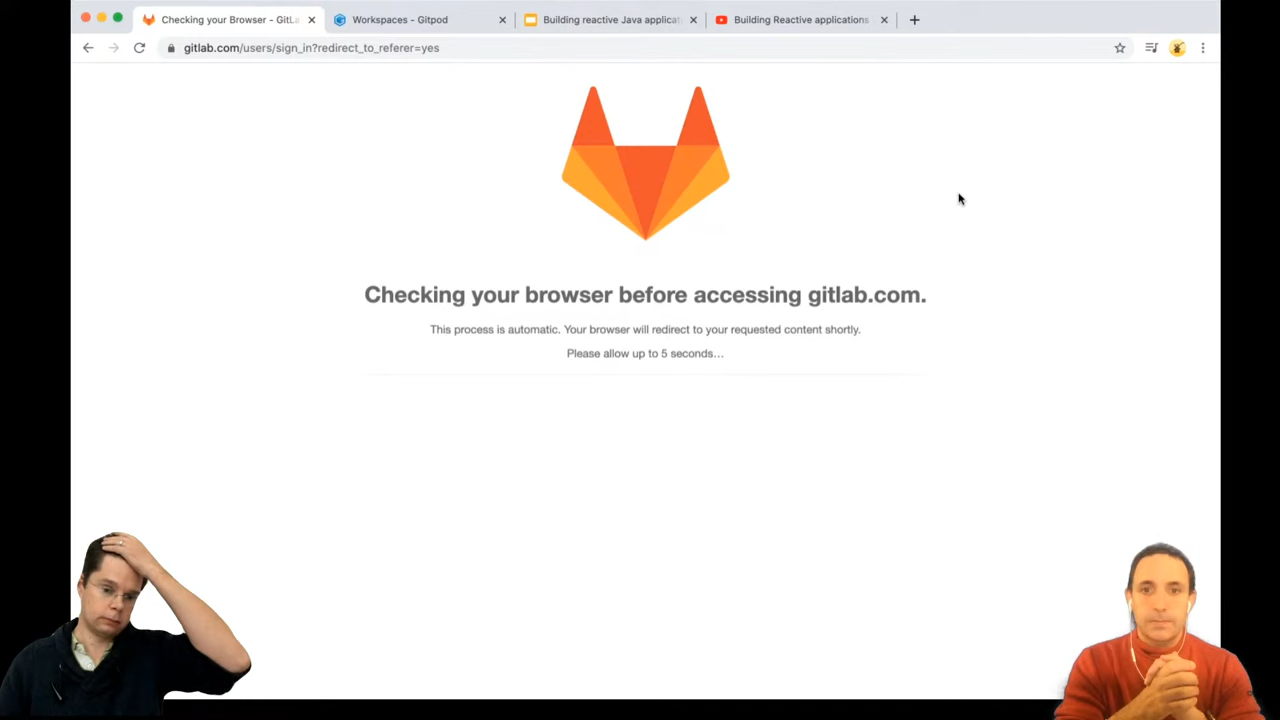 Checking your Browser - GitLa
Workspaces - Gitpod
Building reactive Java applicati
Building Reactive applications
gitlab.com/users/sign_in?redirect_to_referer=yes
Checking your browser before accessing gitlab.com.
This process is automatic. Your browser will redirect to your requested content shortly.
Please allow up to 5 seconds…